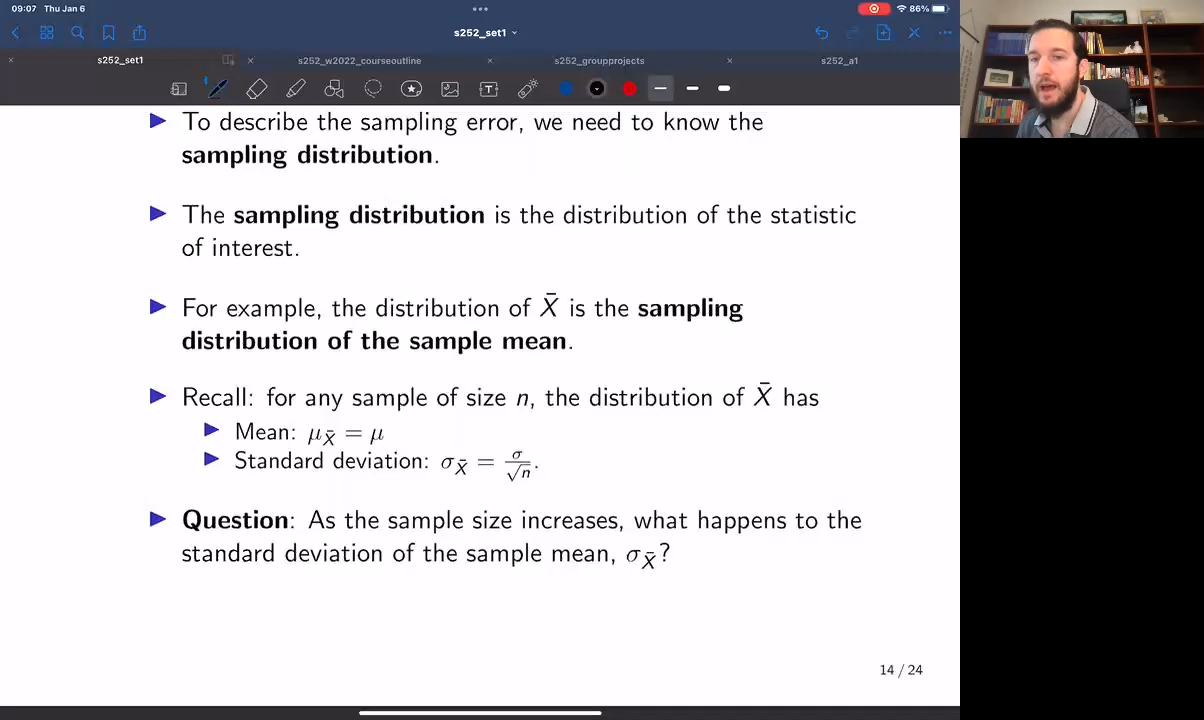 09:07 Thu Jan 6
86%
s252_set1
s252_set1
s252_w2022_courseoutline
s252_groupprojects
s252_a1
To describe the sampling error, we need to know the
sampling distribution.
The sampling distribution is the distribution of the statistic
of interest.
For example, the distribution of X̄ is the sampling
distribution of the sample mean.
Recall: for any sample of size n, the distribution of X̄ has
Mean: μ_X̄ = μ
Standard deviation: σ_X̄ = σ/√n.
Question: As the sample size increases, what happens to the
standard deviation of the sample mean, σ_X̄?
14 / 24